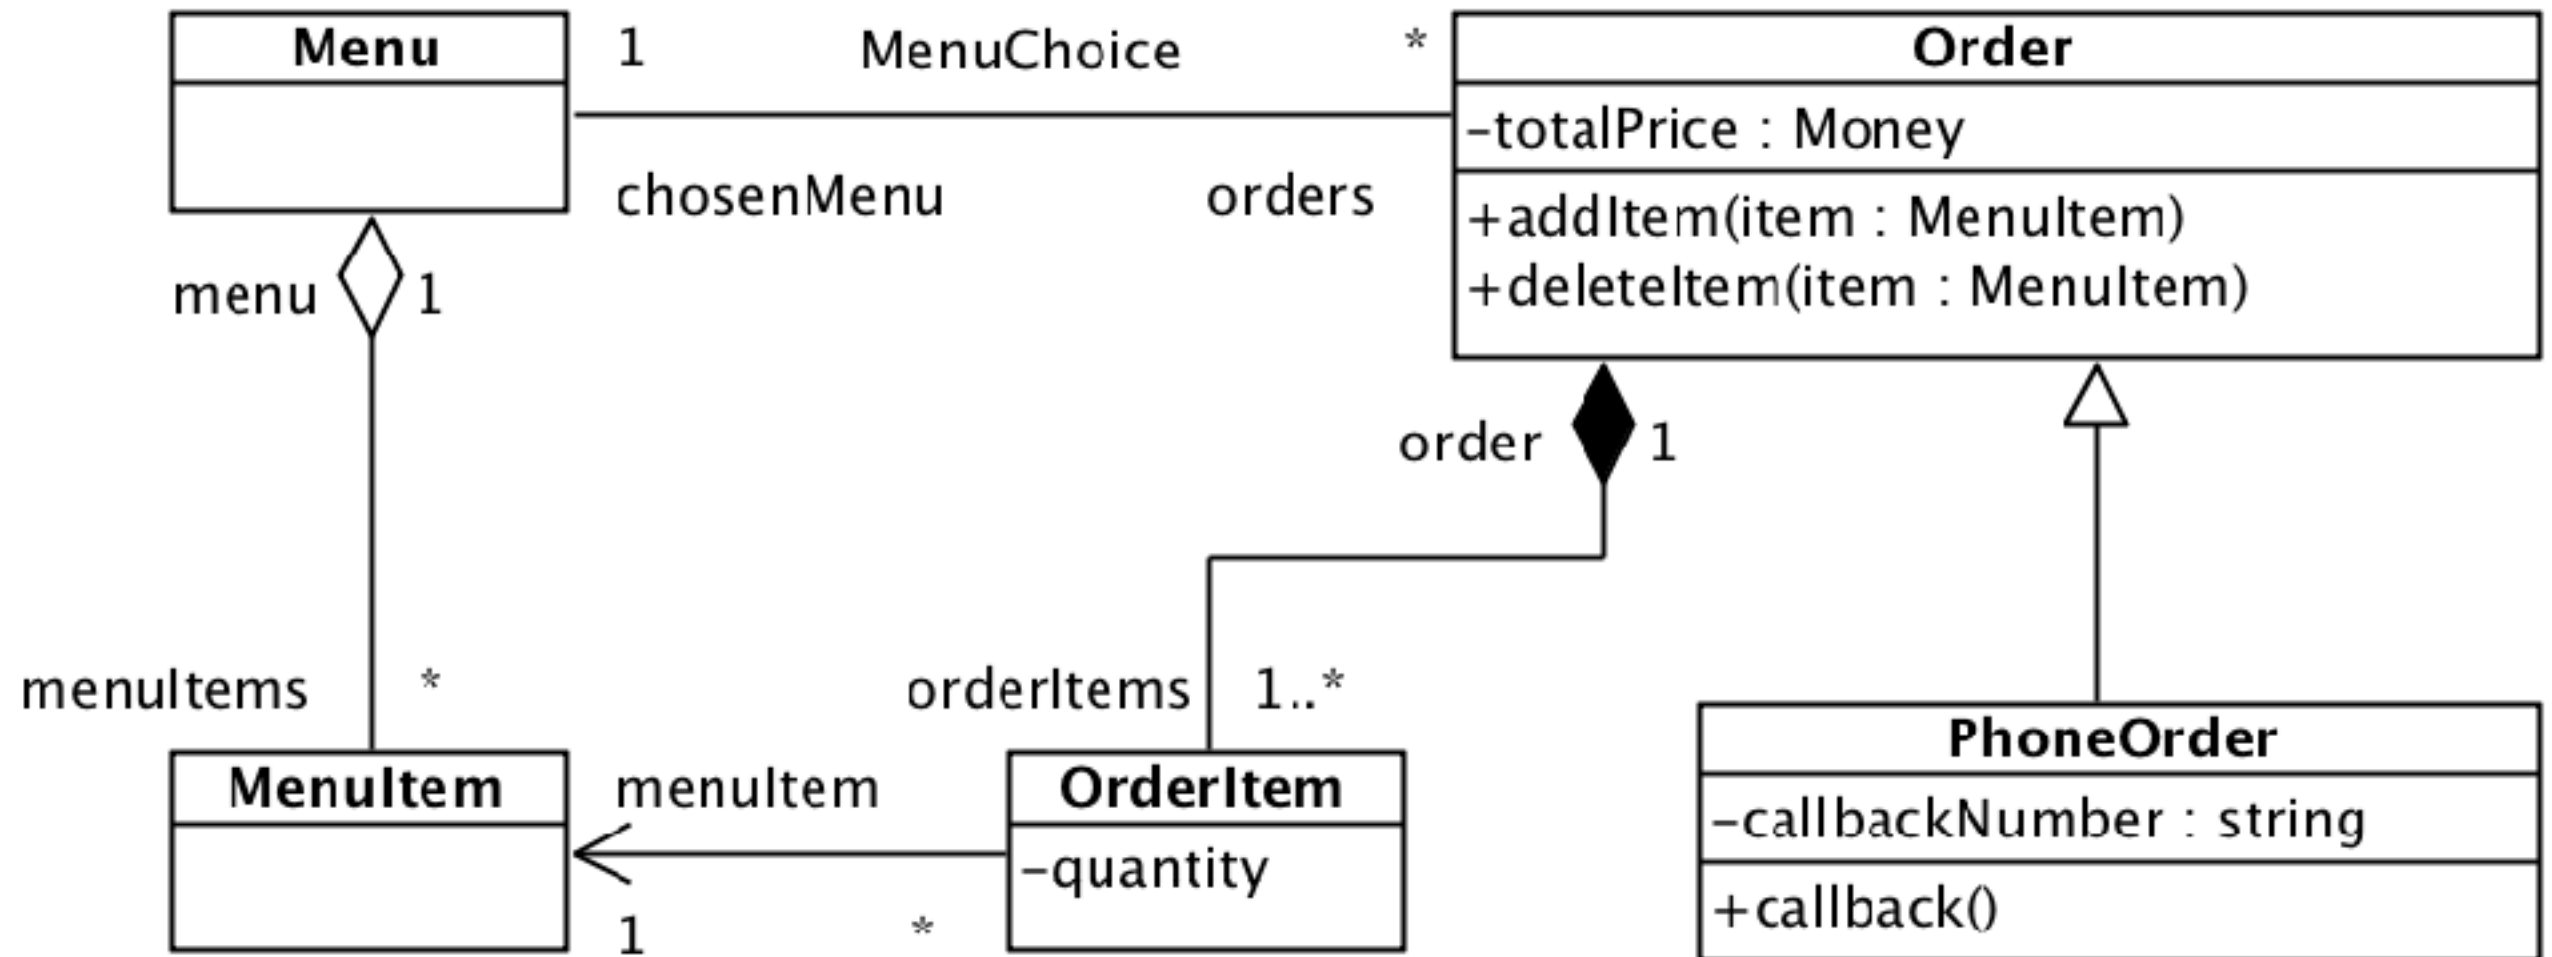 Menu
1 MenuChoice *
Order
-totalPrice : Money
chosenMenu orders
+addItem(item : MenuItem)
+deleteItem(item : MenuItem)
menu 1
order 1
menuItems *
orderItems 1..*
PhoneOrder
MenuItem
menuItem
OrderItem
-callbackNumber : string
-quantity
+callback()
1 *